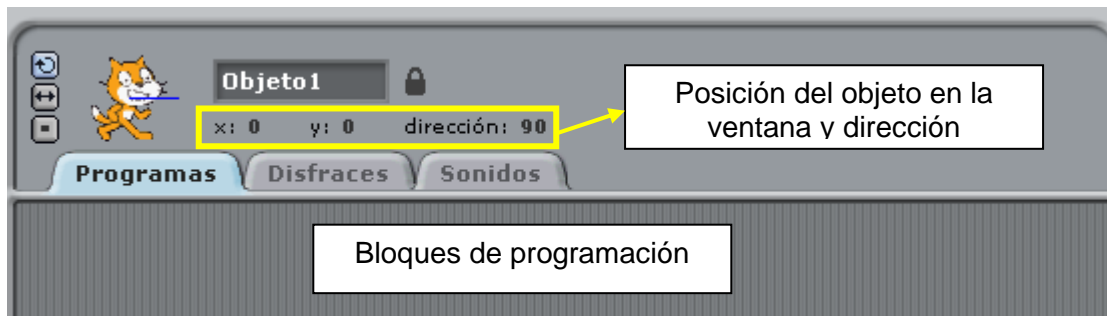 Objeto1
x: 0 y: 0 dirección: 90
Posición del objeto en la
ventana y dirección
Programas Disfraces Sonidos
Bloques de programación